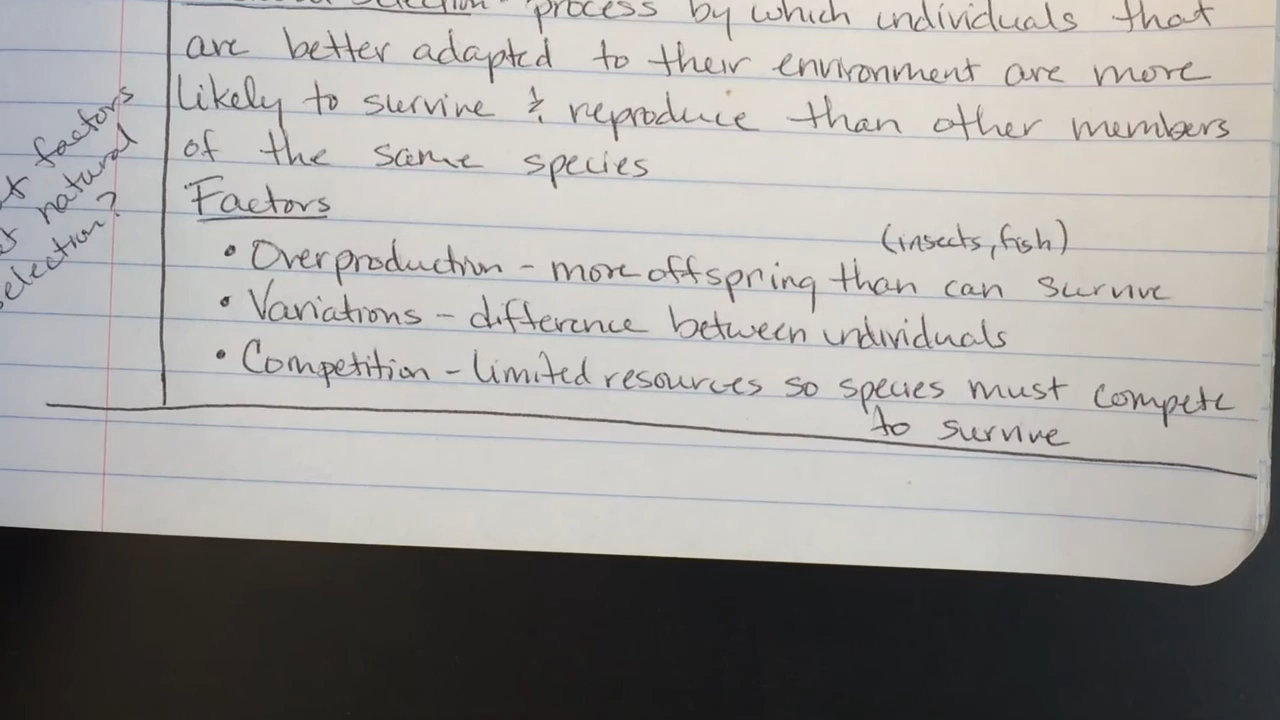 Selection - process by which individuals that
are better adapted to their environment are more
likely to survive & reproduce than other members
of the same species
Factors
(insects, fish)
• Overproduction - more offspring than can survive
• Variations - difference between individuals
• Competition - limited resources so species must compete
to survive
factors
natural
selection?